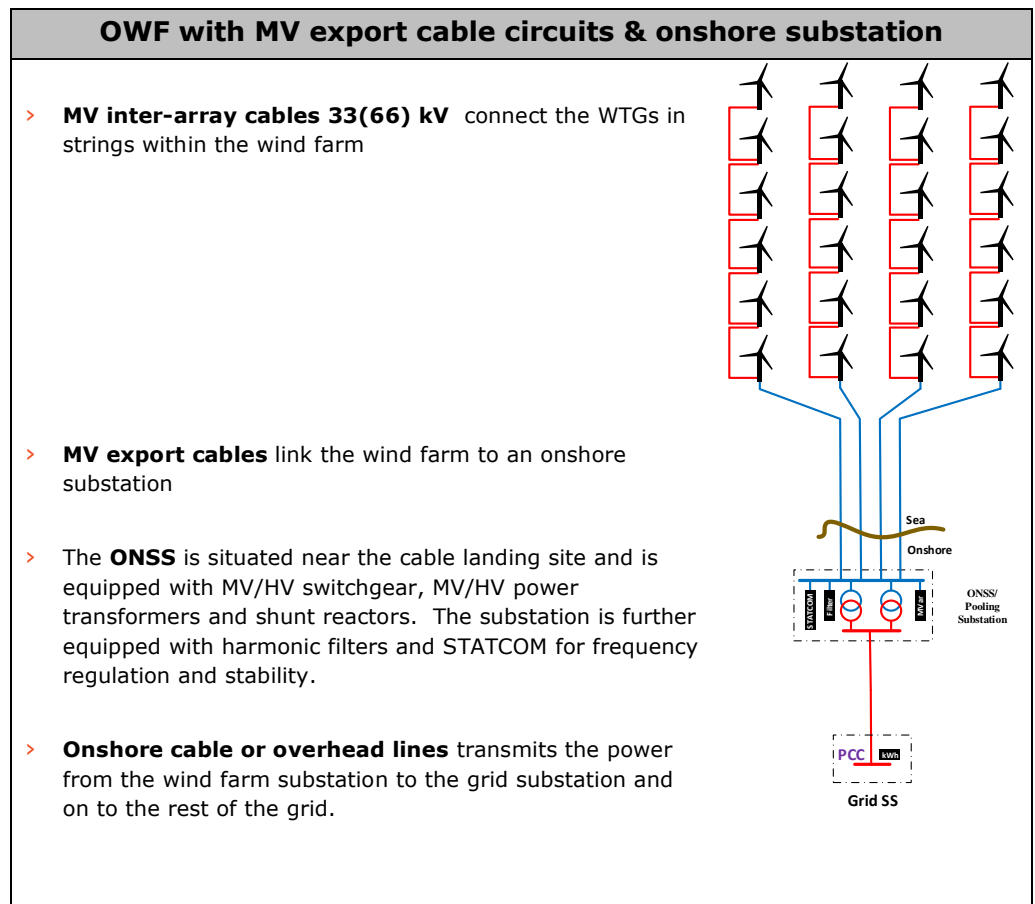 OWF with MV export cable circuits & onshore substation
› MV inter-array cables 33(66) kV connect the WTGs in
strings within the wind farm
› MV export cables link the wind farm to an onshore
substation
› The ONSS is situated near the cable landing site and is
equipped with MV/HV switchgear, MV/HV power
transformers and shunt reactors. The substation is further
equipped with harmonic filters and STATCOM for frequency
regulation and stability.
› Onshore cable or overhead lines transmits the power
from the wind farm substation to the grid substation and
on to the rest of the grid.
Sea
Onshore
STATCOM
Filter
MVar
ONSS/
Pooling
Substation
PCC
kWh
Grid SS